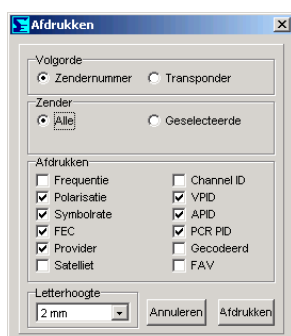 Afdrukken
Volgorde
Zendernummer Transponder
Zender
Alle Geselecteerde
Afdrukken
Frequentie Channel ID
Polarisatie VPID
Symbolrate APID
FEC PCR PID
Provider Gecodeerd
Satelliet FAV
Letterhoogte
2 mm Annuleren Afdrukken